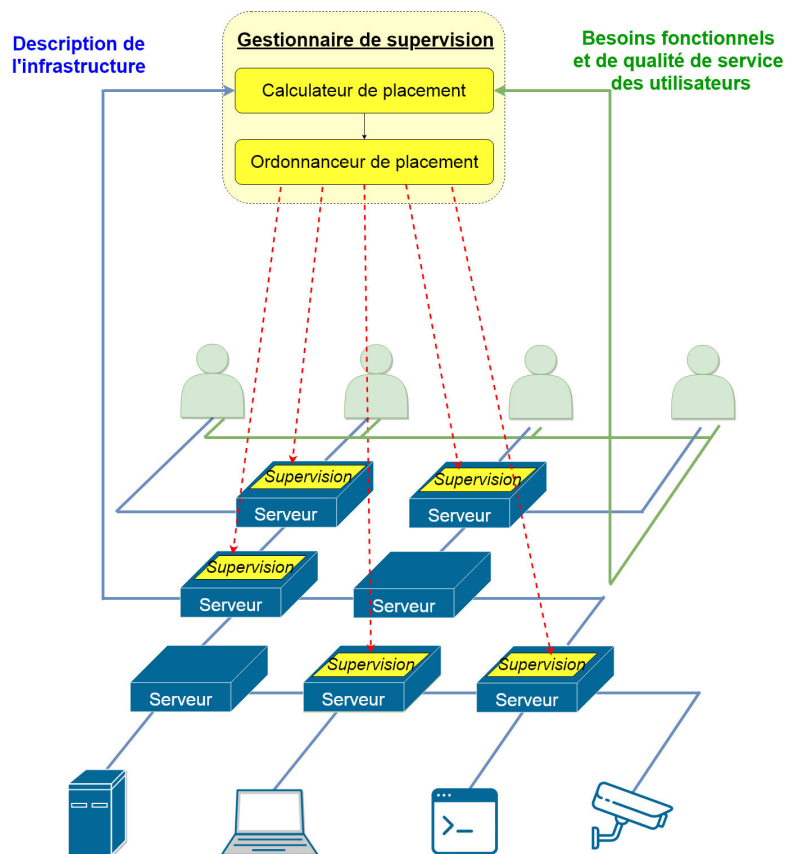 Description de
l'infrastructure
Gestionnaire de supervision
Besoins fonctionnels
et de qualité de service
des utilisateurs
Calculateur de placement
Ordonnanceur de placement
Supervision
Serveur
Supervision
Serveur
Supervision
Serveur
Serveur
Serveur
Supervision
Serveur
Supervision
Serveur